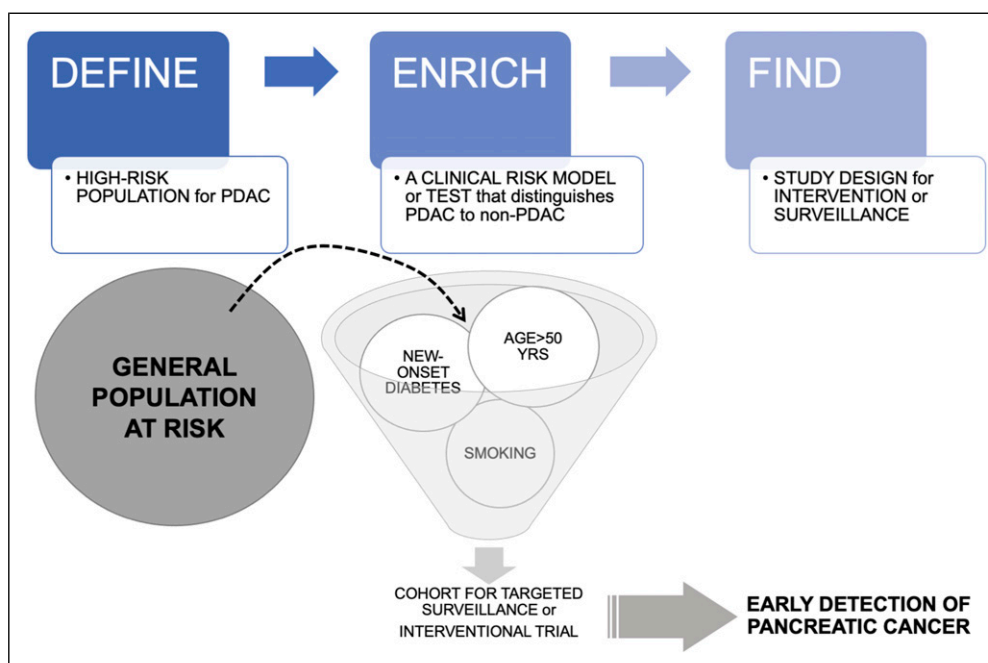 DEFINE
ENRICH
FIND
• HIGH-RISK
POPULATION for PDAC
• A CLINICAL RISK MODEL
or TEST that distinguishes
PDAC to non-PDAC
• STUDY DESIGN for
INTERVENTION or
SURVEILLANCE
GENERAL
POPULATION
AT RISK
NEW-
ONSET
DIABETES
AGE>50
YRS
SMOKING
COHORT FOR TARGETED
SURVEILLANCE or
INTERVENTIONAL TRIAL
EARLY DETECTION OF
PANCREATIC CANCER